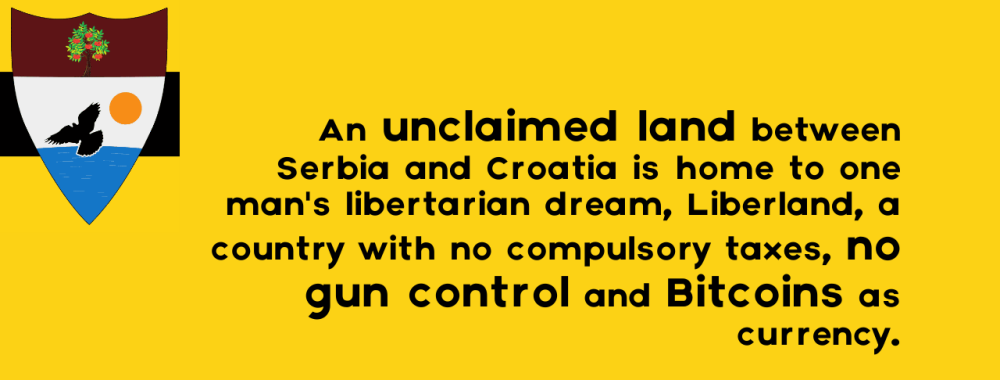 An unclaimed land between
Serbia and Croatia is home to one
man's libertarian dream, Liberland, a
country with no compulsory taxes, no
gun control and Bitcoins as
currency.